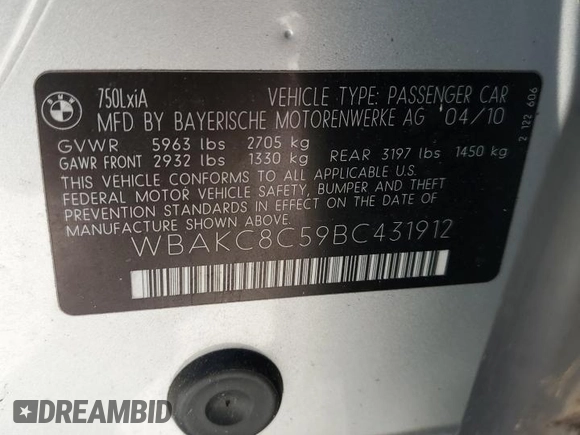 BMW
750LxiA VEHICLE TYPE: PASSENGER CAR
MFD BY BAYERISCHE MOTORENWERKE AG '04/10
GVWR 5963 lbs 2705 kg
GAWR FRONT 2932 lbs 1330 kg REAR 3197 lbs 1450 kg
THIS VEHICLE CONFORMS TO ALL APPLICABLE U.S.
FEDERAL MOTOR VEHICLE SAFETY, BUMPER AND THEFT
PREVENTION STANDARDS IN EFFECT ON THE DATE OF
MANUFACTURE SHOWN ABOVE.
WBAKC8C59BC431912
2 122 606
DREAMBID